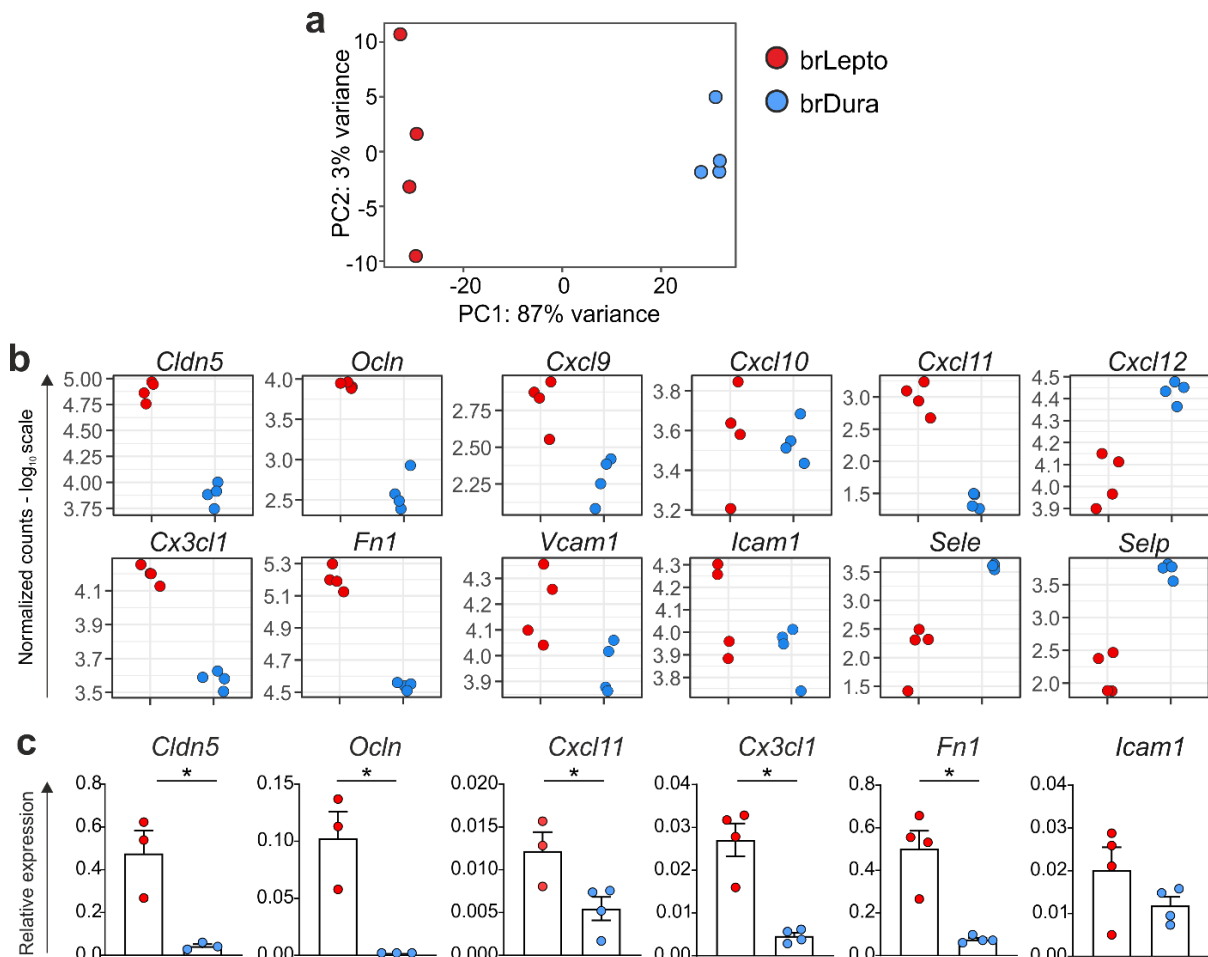 a
10
5
0
-5
-10
PC2: 3% variance
-20 0 20
PC1: 87% variance
brLepto
brDura
b
Normalized counts - log₁₀ scale
Cldn5 Ocln Cxcl9 Cxcl10 Cxcl11 Cxcl12
5.00 4.75 4.50 4.25 4.00 3.75
4.0 3.5 3.0 2.5
2.75 2.50 2.25
3.8 3.6 3.4 3.2
3.0 2.5 2.0 1.5
4.5 4.4 4.3 4.2 4.1 4.0 3.9
Cx3cl1 Fn1 Vcam1 Icam1 Sele Selp
4.1 3.9 3.7 3.5
5.3 5.1 4.9 4.7 4.5
4.3 4.2 4.1 4.0 3.9
4.3 4.2 4.1 4.0 3.9 3.8
3.5 3.0 2.5 2.0 1.5
3.5 3.0 2.5 2.0
c
Relative expression
Cldn5 Ocln Cxcl11 Cx3cl1 Fn1 Icam1
* * * * *
0.8 0.6 0.4 0.2 0.0
0.15 0.10 0.05 0.00
0.020 0.015 0.010 0.005 0.000
0.04 0.03 0.02 0.01 0.00
0.8 0.6 0.4 0.2 0.0
0.04 0.03 0.02 0.01 0.00